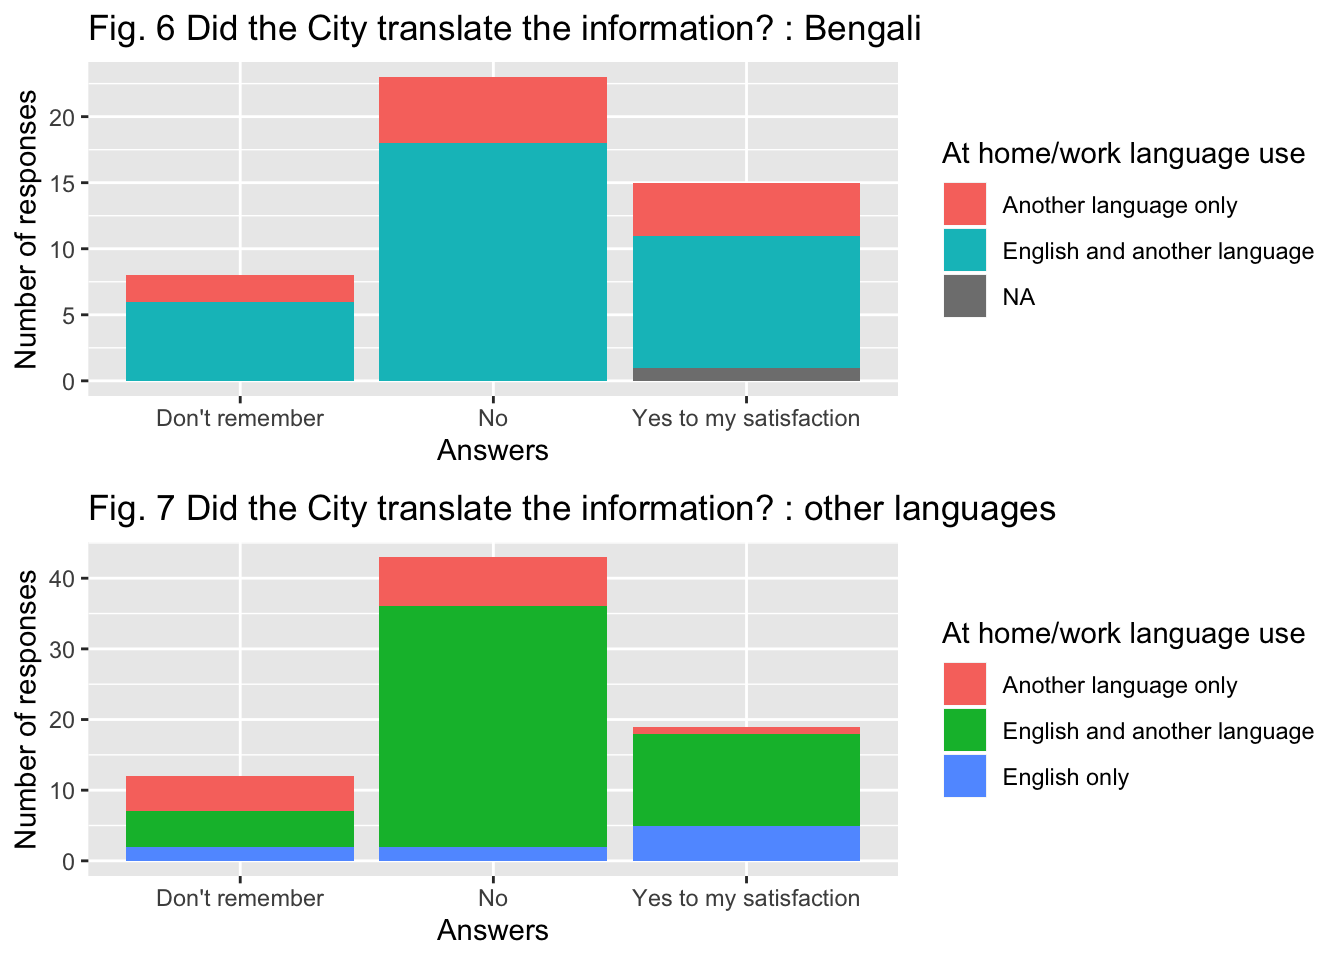 Fig. 6 Did the City translate the information? : Bengali
Number of responses
20
15
10
5
0
Don't remember
No
Yes to my satisfaction
Answers
At home/work language use
Another language only
English and another language
NA
Fig. 7 Did the City translate the information? : other languages
Number of responses
40
30
20
10
0
Don't remember
No
Yes to my satisfaction
Answers
At home/work language use
Another language only
English and another language
English only